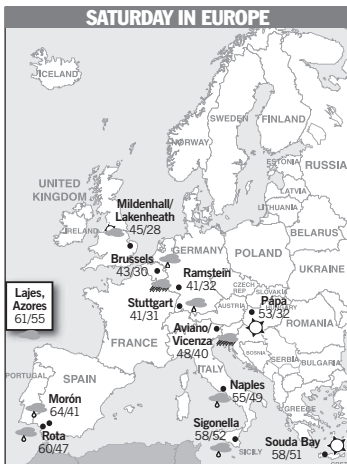 SATURDAY IN EUROPE
ICELAND
SWEDEN
FINLAND
NORWAY
ESTONIA
RUSSIA
LATVIA
LITHUANIA
UNITED
KINGDOM
Mildenhall/
Lakenheath
45/28
IRELAND
BELARUS
Brussels
43/30
GERMANY
POLAND
Ramstein
41/32
UKRAINE
Lajes,
Azores
61/55
CZECH
REP
SLOVAKIA
Stuttgart
41/31
Pápa
53/32
AUSTRIA
HUNGARY
Aviano/
Vicenza
48/40
ROMANIA
FRANCE
BOSNIA
SERBIA
BULGARIA
ITALY
PORTUGAL
SPAIN
Morón
64/41
Naples
55/49
GREECE
Sigonella
58/52
Rota
60/47
SICILY
Souda Bay
58/51